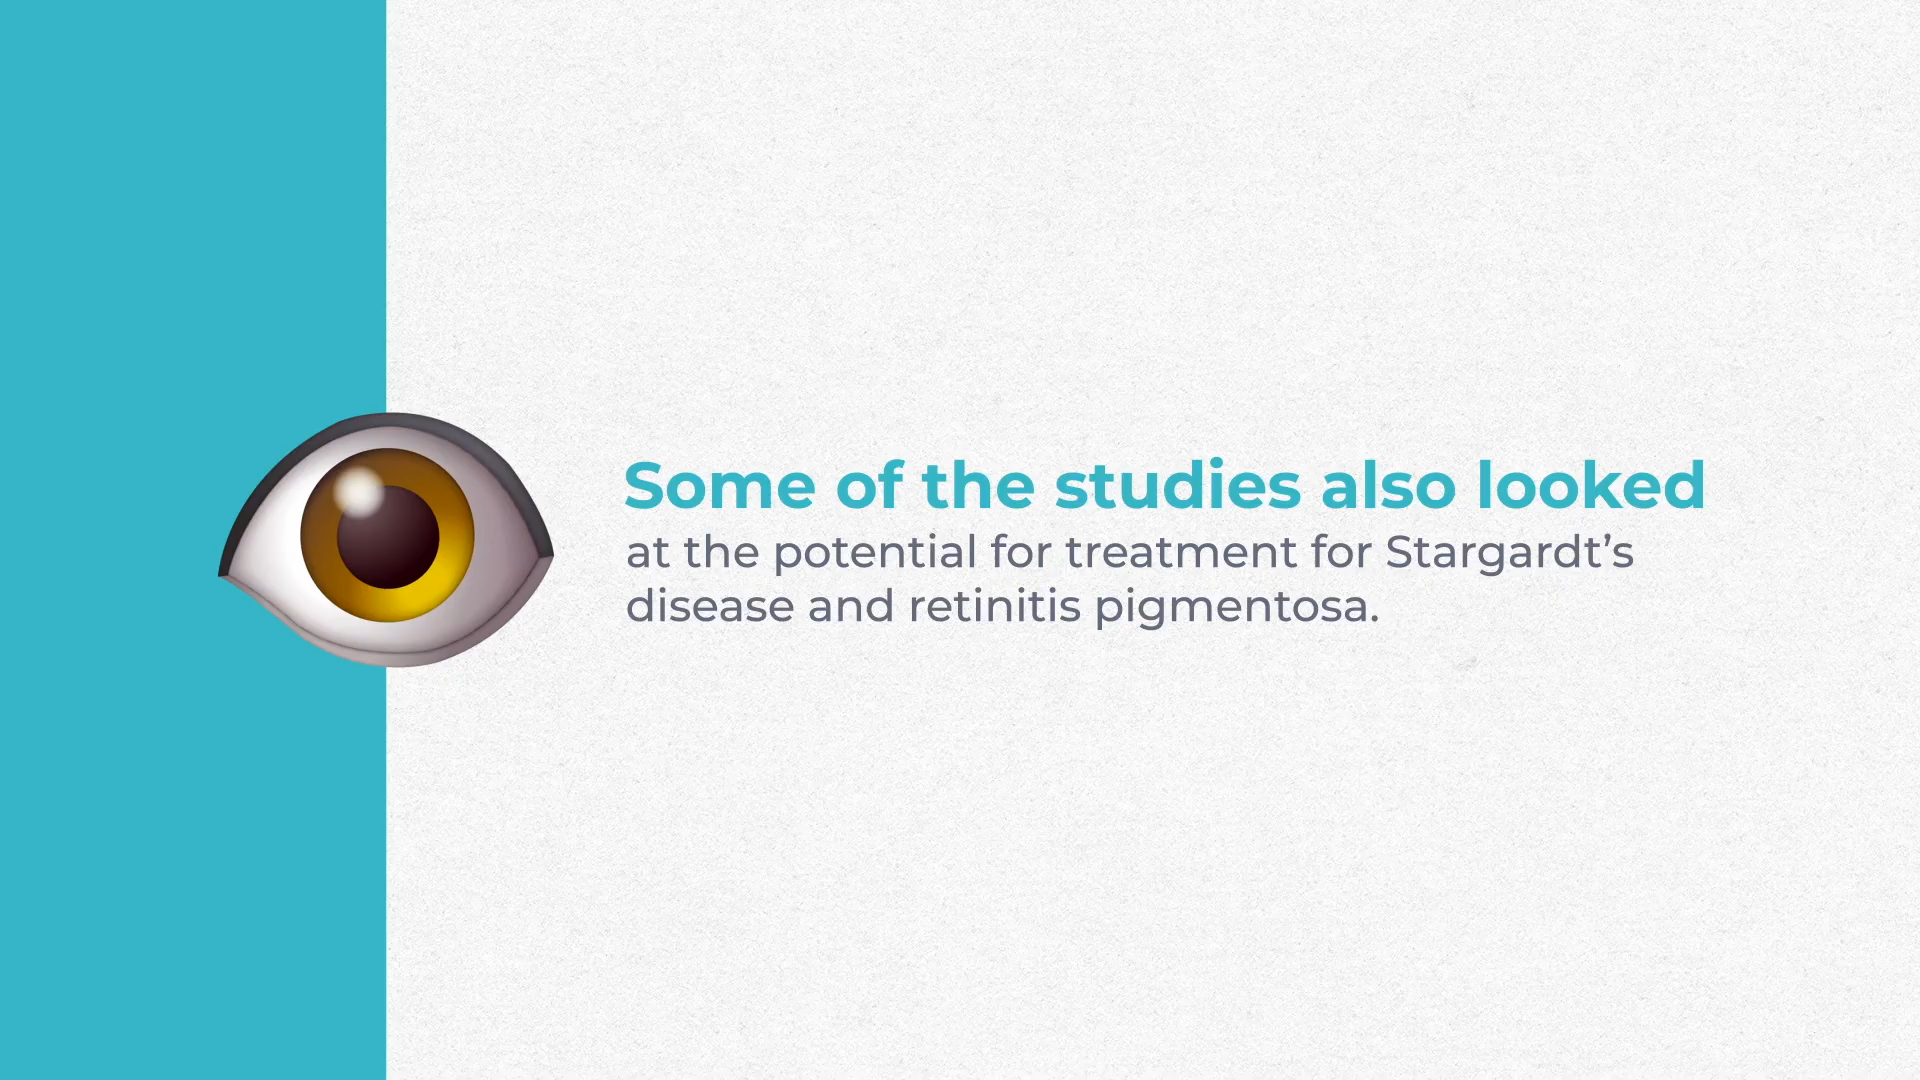 Some of the studies also looked
at the potential for treatment for Stargardt’s
disease and retinitis pigmentosa.